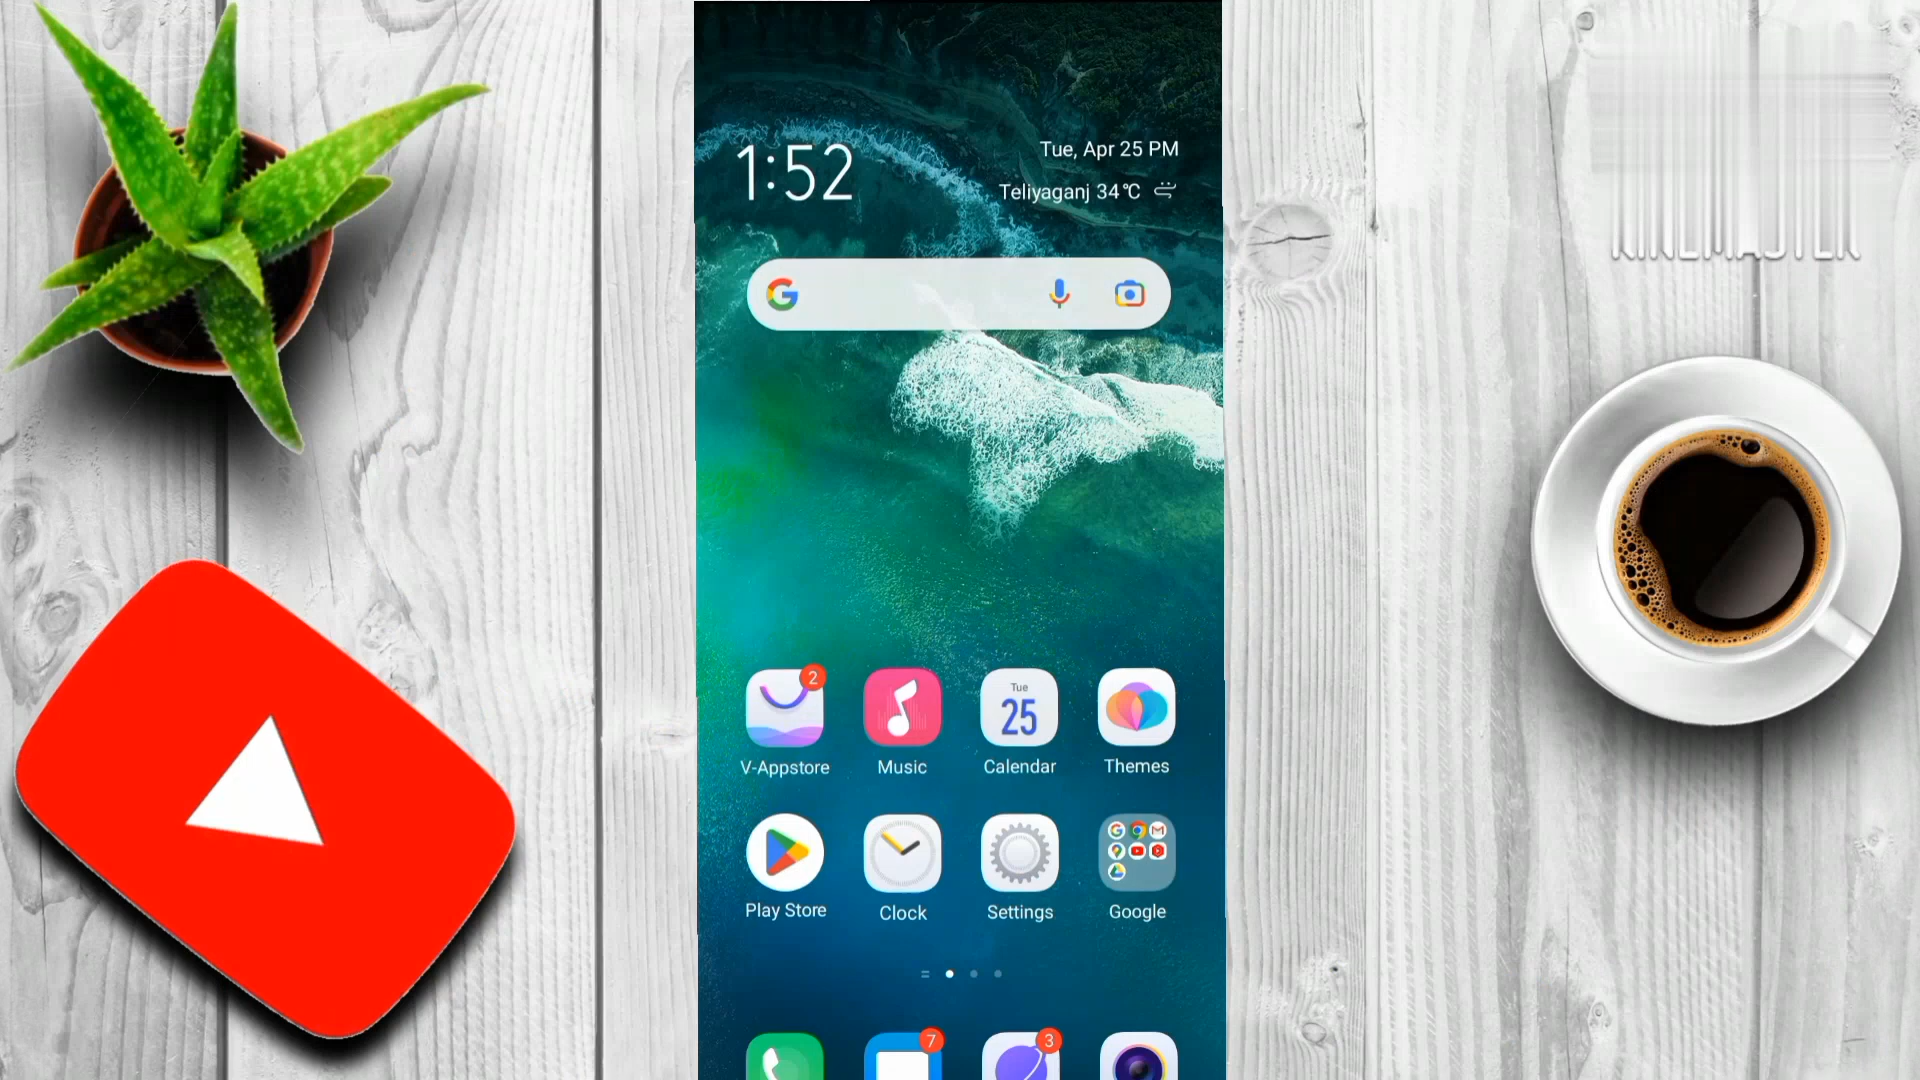 1:52
Tue, Apr 25 PM
Teliyaganj 34℃
KINEMASTER
2
V-Appstore
Music
Tue
25
Calendar
Themes
Play Store
Clock
Settings
Google
7
3